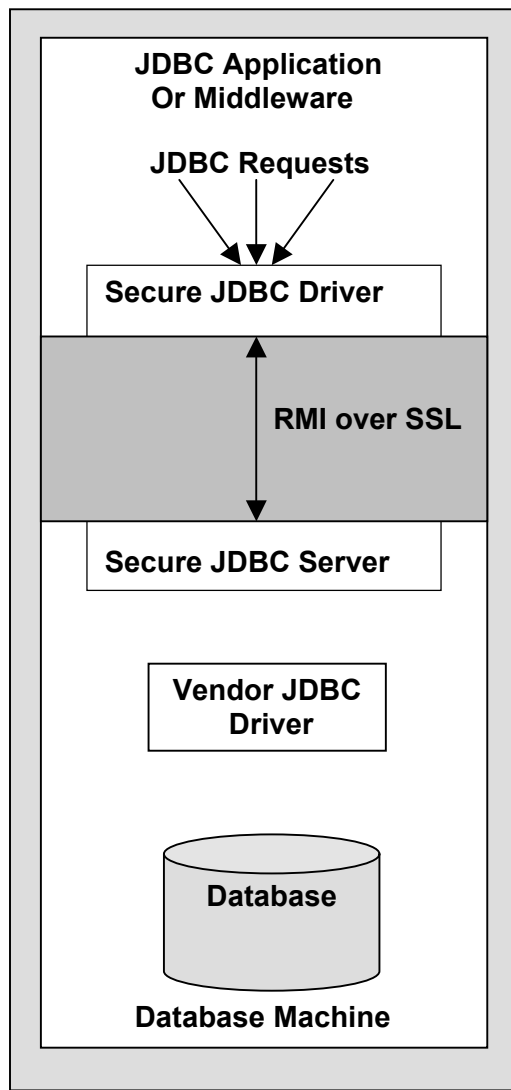 JDBC Application
Or Middleware
JDBC Requests
Secure JDBC Driver
RMI over SSL
Secure JDBC Server
Vendor JDBC
Driver
Database
Database Machine